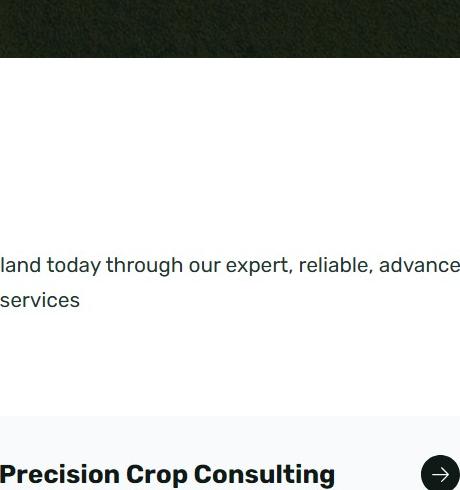 land today through our expert, reliable, advance
services
Precision Crop Consulting